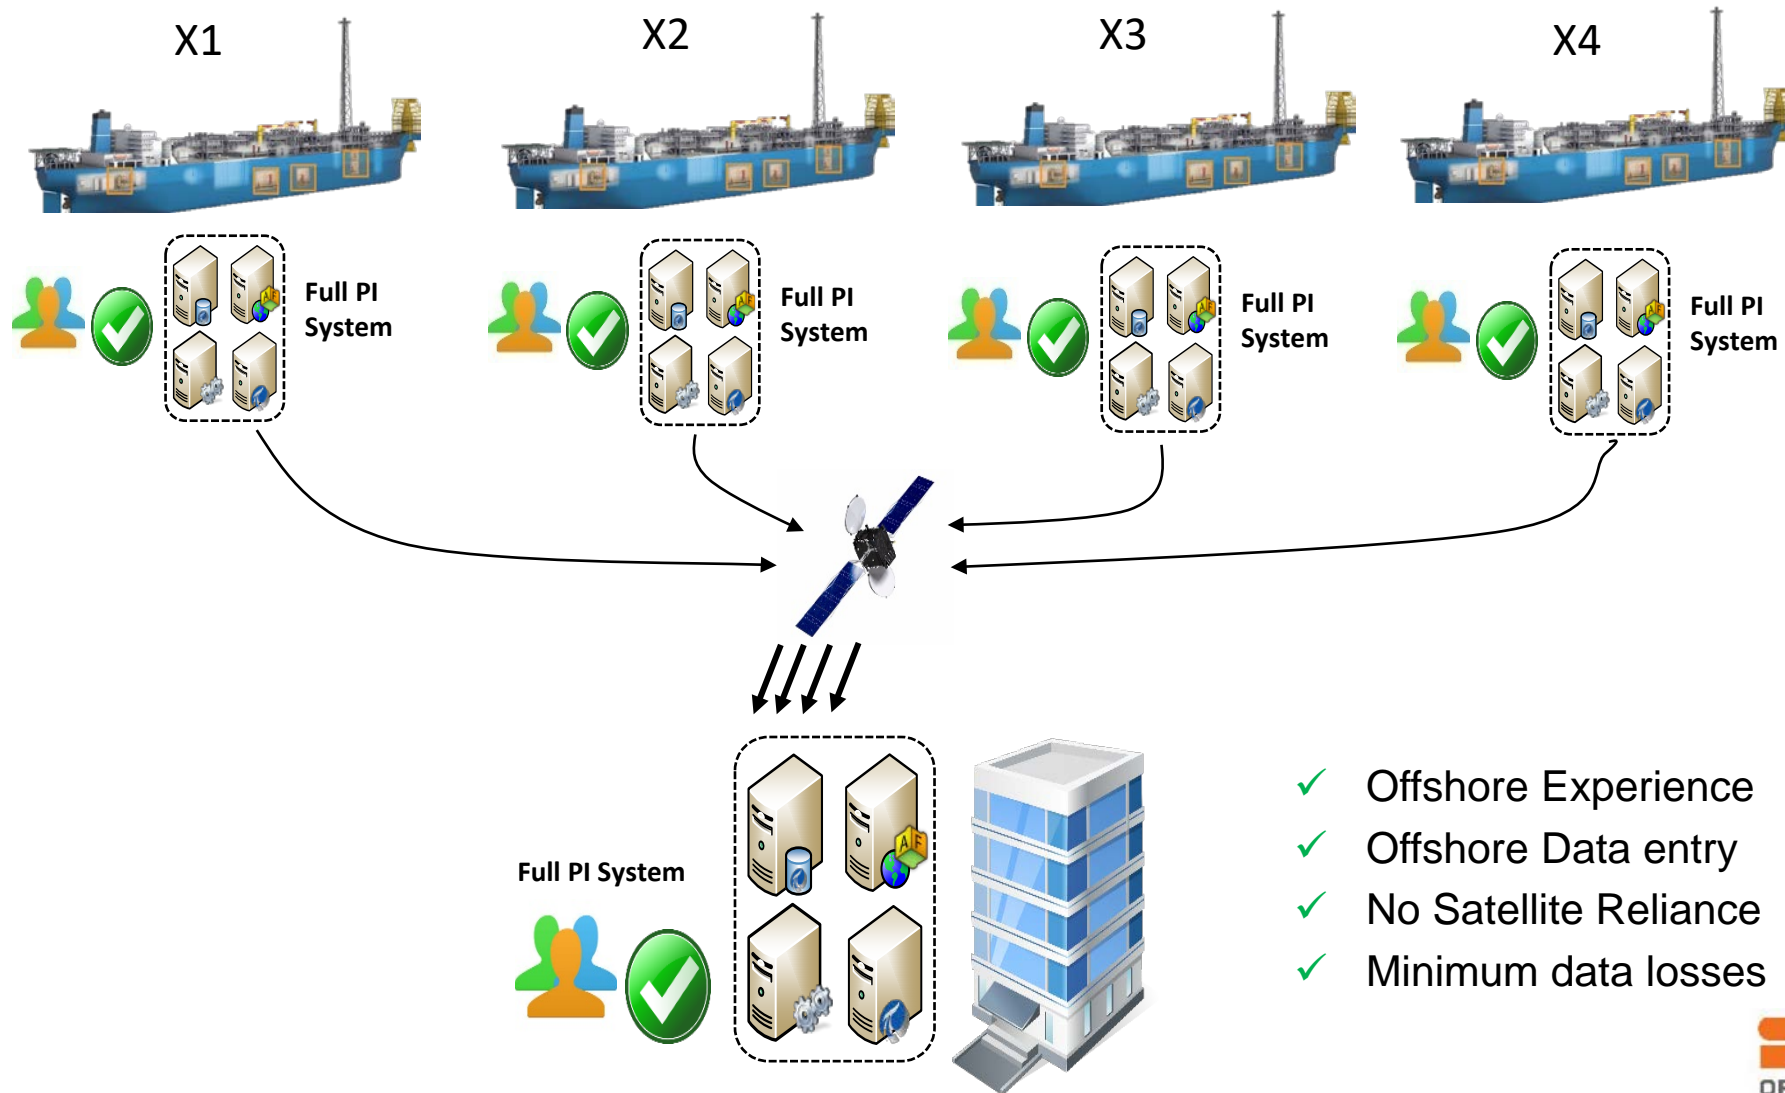 X1
X2
X3
X4
Full PI
System
Full PI
System
Full PI
System
Full PI
System
Full PI System
A F
Offshore Experience
Offshore Data entry
No Satellite Reliance
Minimum data losses